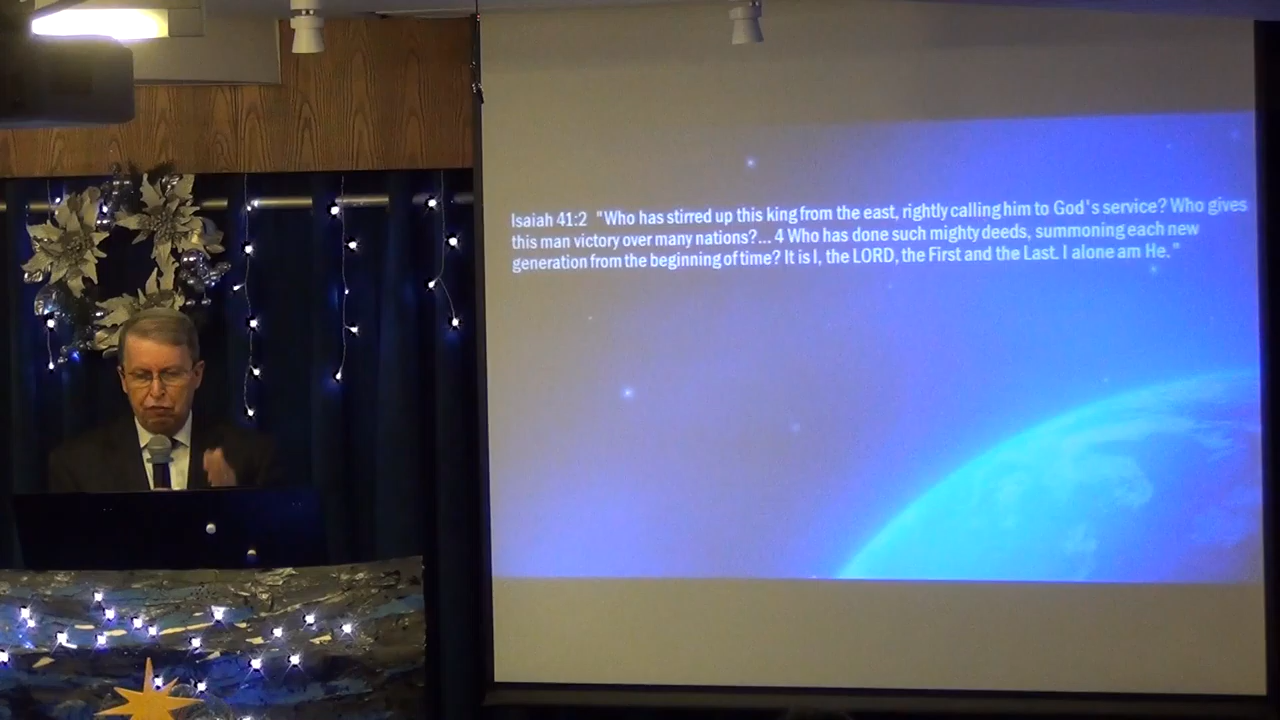 Isaiah 41:2 "Who has stirred up this king from the east, rightly calling him to God's service? Who gives
this man victory over many nations?... 4 Who has done such mighty deeds, summoning each new
generation from the beginning of time? It is I, the LORD, the First and the Last. I alone am He."